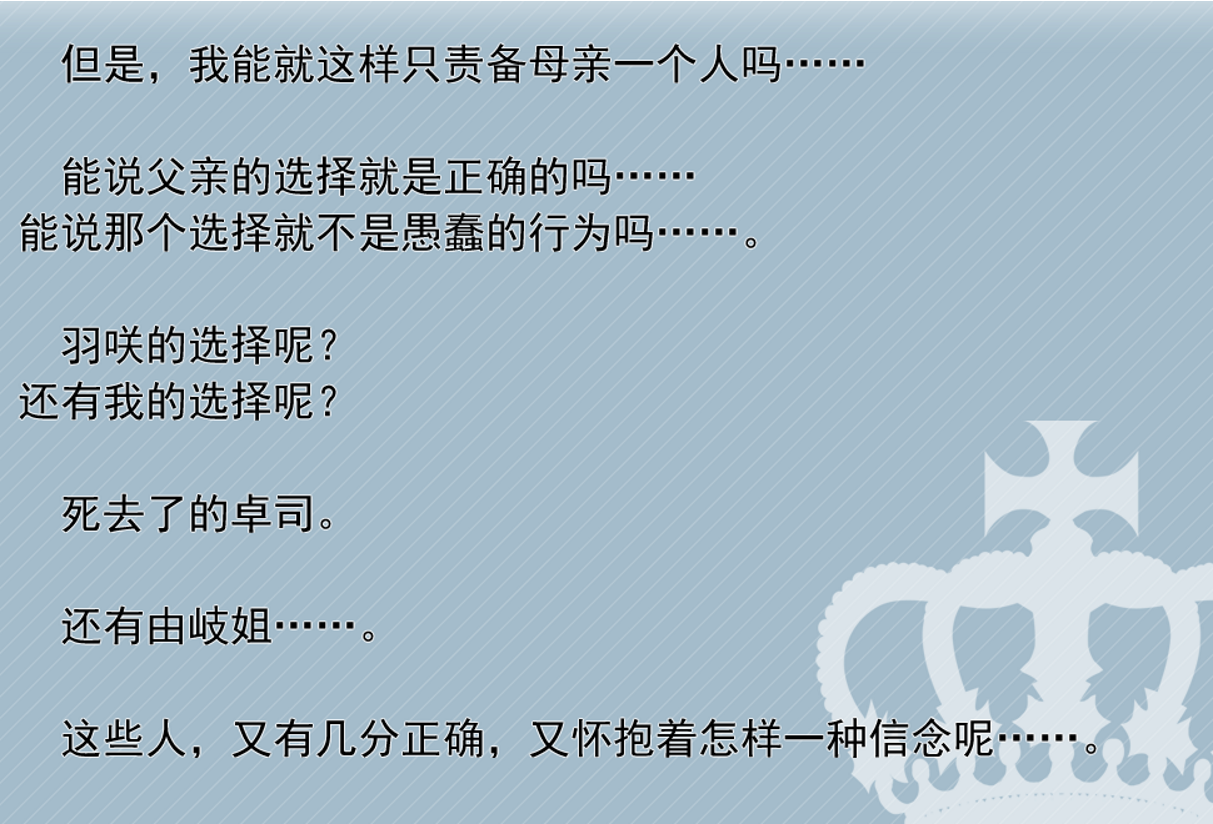 但是，我能就这样只责备母亲一个人吗……
能说父亲的选择就是正确的吗……
能说那个选择就不是愚蠢的行为吗……。
羽咲的选择呢？
还有我的选择呢？
死去了的卓司。
还有由岐姐……。
这些人，又有几分正确，又怀抱着怎样一种信念呢……。